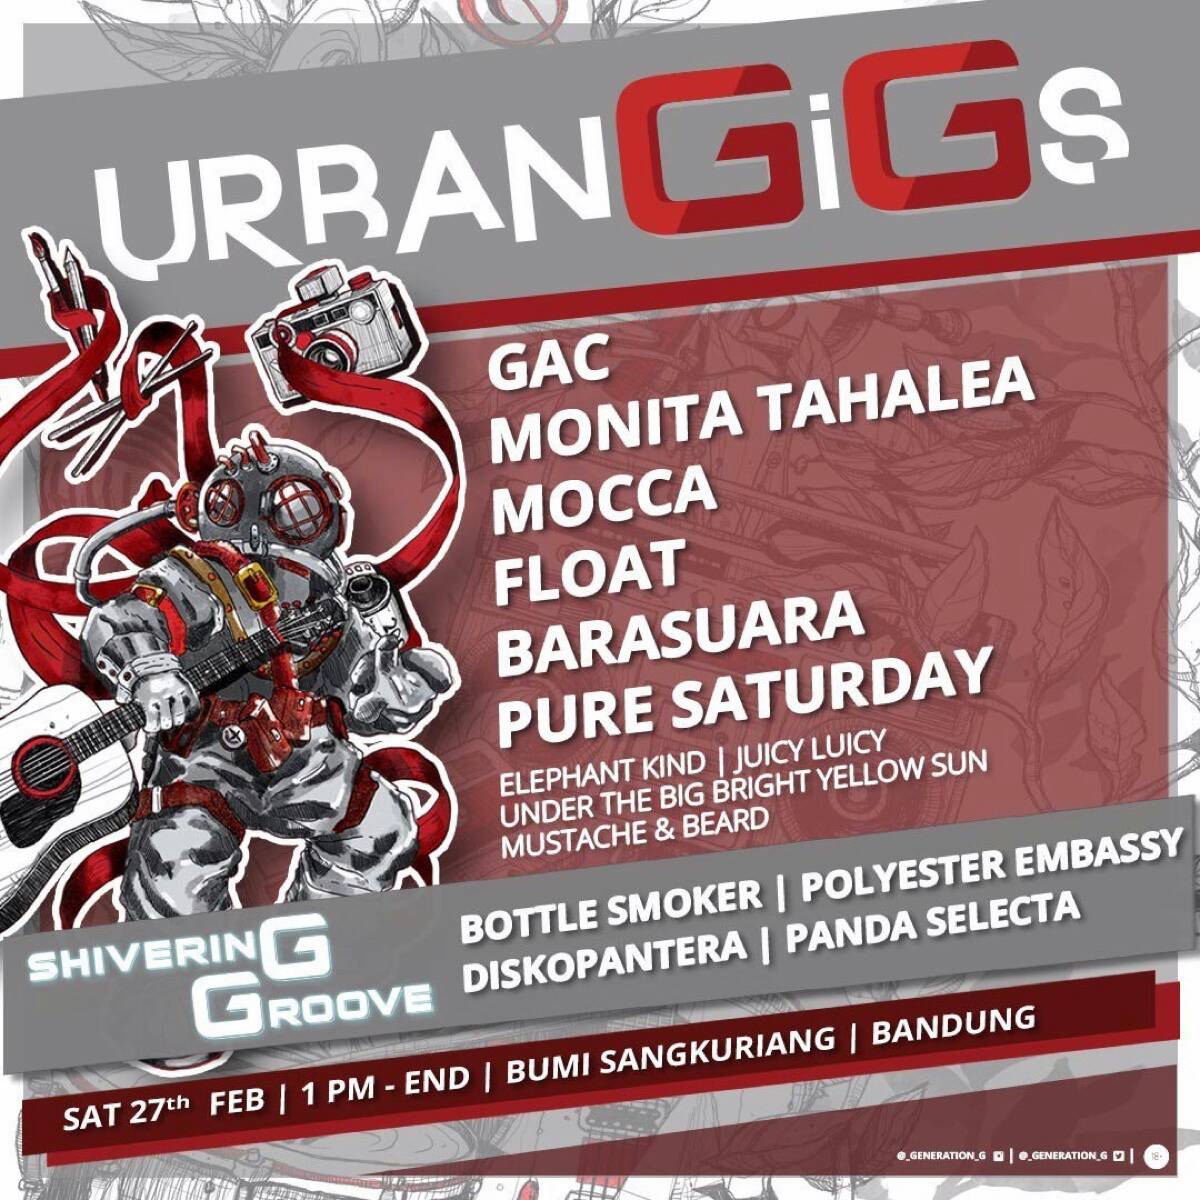 URBANGiGS
GAC
MONITA TAHALEA
MOCCA
FLOAT
BARASUARA
PURE SATURDAY
ELEPHANT KIND | JUICY LUICY
UNDER THE BIG BRIGHT YELLOW SUN
MUSTACHE & BEARD
SHIVERING
GROOVE
BOTTLE SMOKER | POLYESTER EMBASSY
DISKOPANTERA | PANDA SELECTA
SAT 27th FEB | 1 PM - END | BUMI SANGKURIANG | BANDUNG
@_GENERATION_G | @_GENERATION_G | 18+